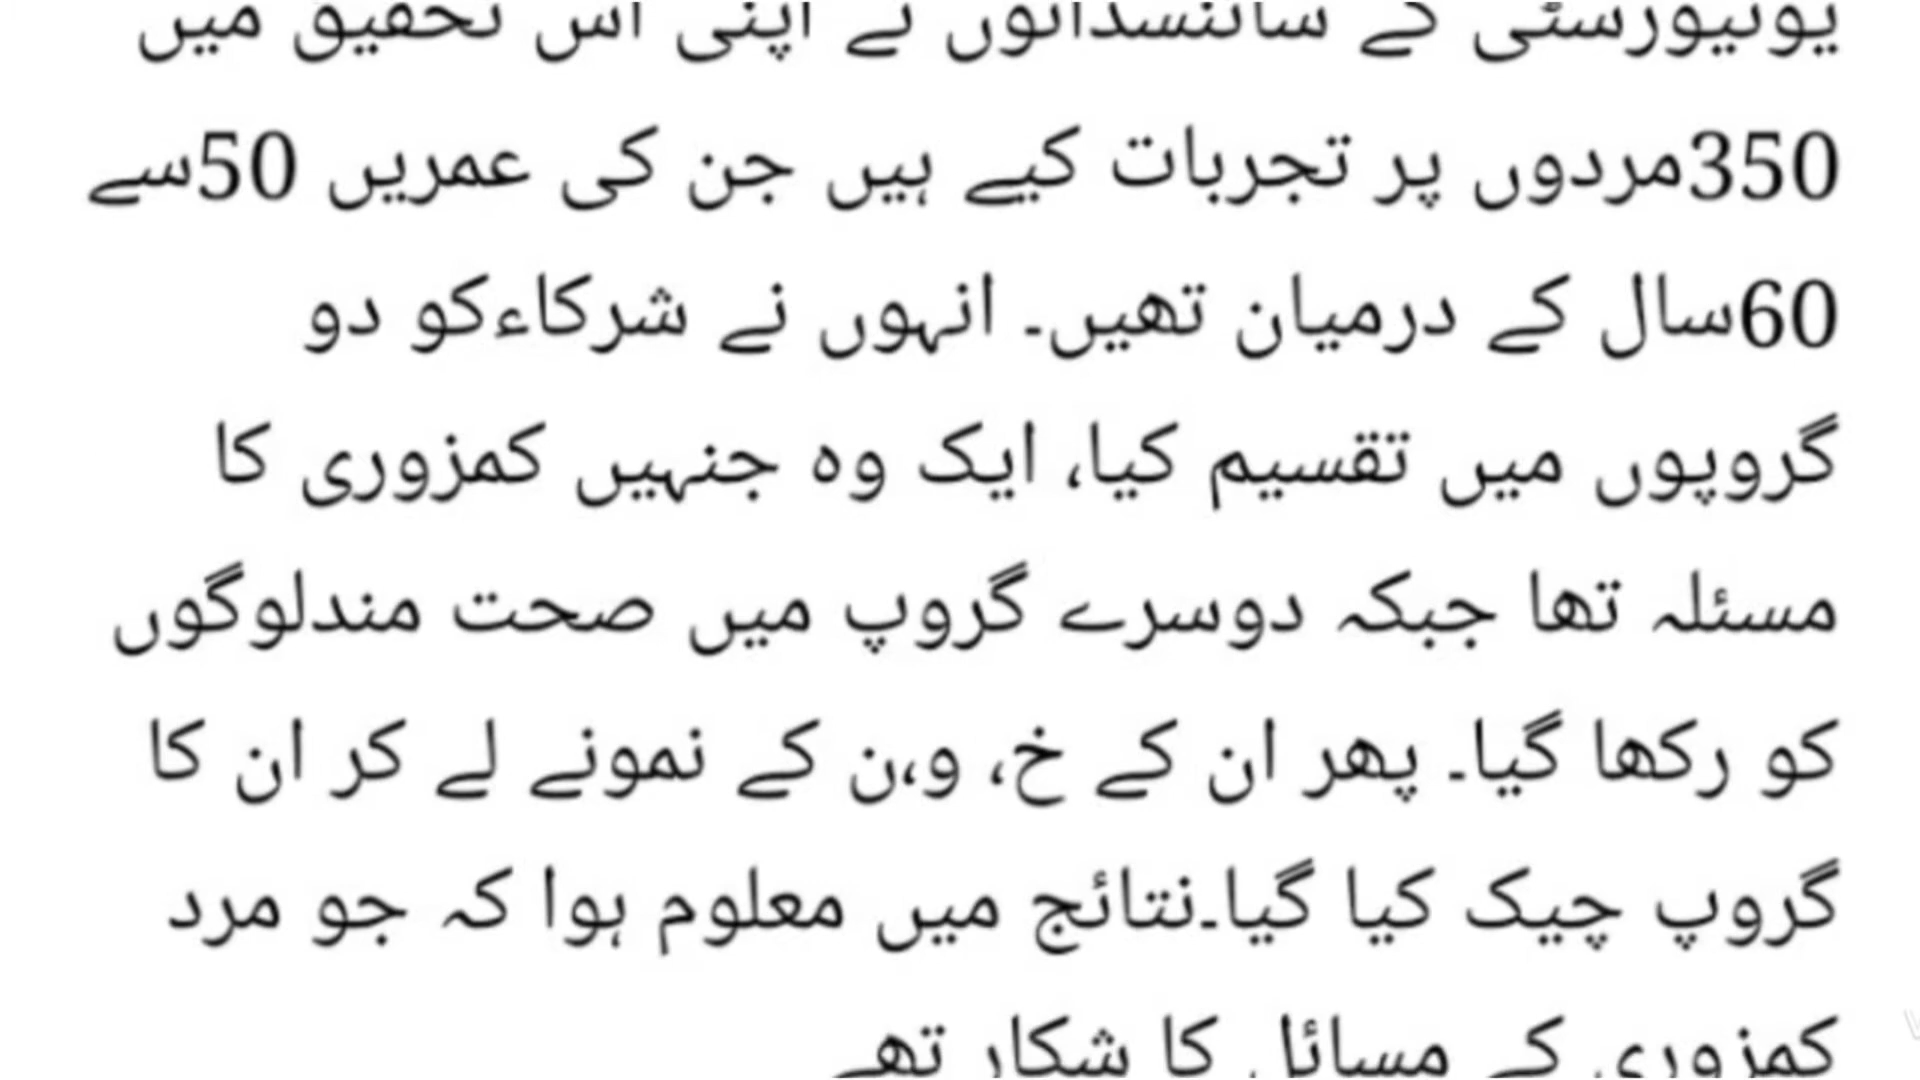 یونیورسٹی کے سائنسدانوں نے اپنی اس تحقیق میں
350مردوں پر تجربات کیے ہیں جن کی عمریں 50سے
60سال کے درمیان تھیں۔ انہوں نے شرکاءکو دو
گروپوں میں تقسیم کیا، ایک وہ جنہیں کمزوری کا
مسئلہ تھا جبکہ دوسرے گروپ میں صحت مندلوگوں
کو رکھا گیا۔ پھر ان کے خ، و،ن کے نمونے لے کر ان کا
گروپ چیک کیا گیا۔نتائج میں معلوم ہوا کہ جو مرد
کمزوری کے مسائل کا شکار تھے